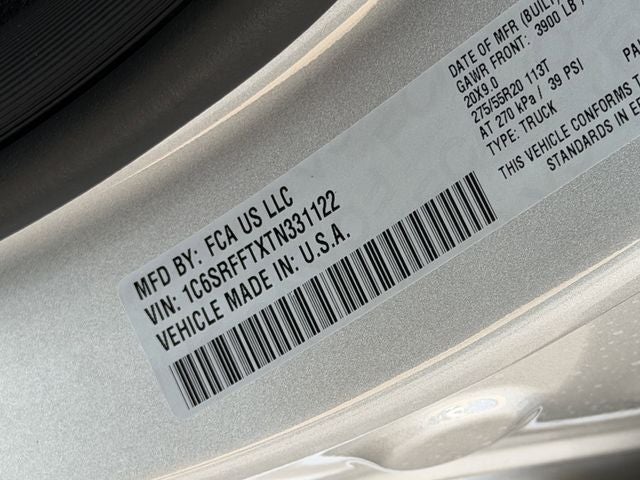 MFD BY: FCA US LLC
VIN: 1C6SRFFTXTN331122
VEHICLE MADE IN: U.S.A.
DATE OF MFR (BUILT)
GAWR FRONT: 3900 LB
20X9.0
275/55R20 113T
AT 270 kPa / 39 PSI
TYPE: TRUCK
THIS VEHICLE CONFORMS
STANDARDS IN